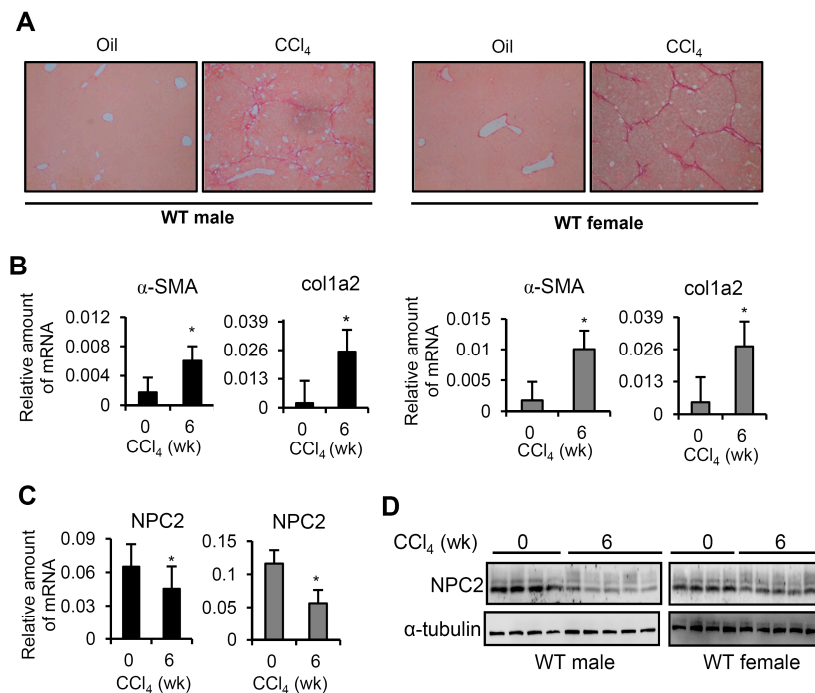 A
Oil CCl4 Oil CCl4
WT male WT female
B
α-SMA col1a2 α-SMA col1a2
Relative amount of mRNA
0.012
0.008
0.004
0
0.039
0.026
0.013
0
Relative amount of mRNA
0.015
0.01
0.005
0
0.039
0.026
0.013
0
* * * *
0 6 0 6 0 6 0 6
CCl4 (wk) CCl4 (wk) CCl4 (wk) CCl4 (wk)
C
NPC2 NPC2
Relative amount of mRNA
0.09
0.06
0.03
0
0.15
0.1
0.05
0
* *
0 6 0 6
CCl4 (wk) CCl4 (wk)
D
CCl4 (wk) 0 6 0 6
NPC2
α-tubulin
WT male WT female